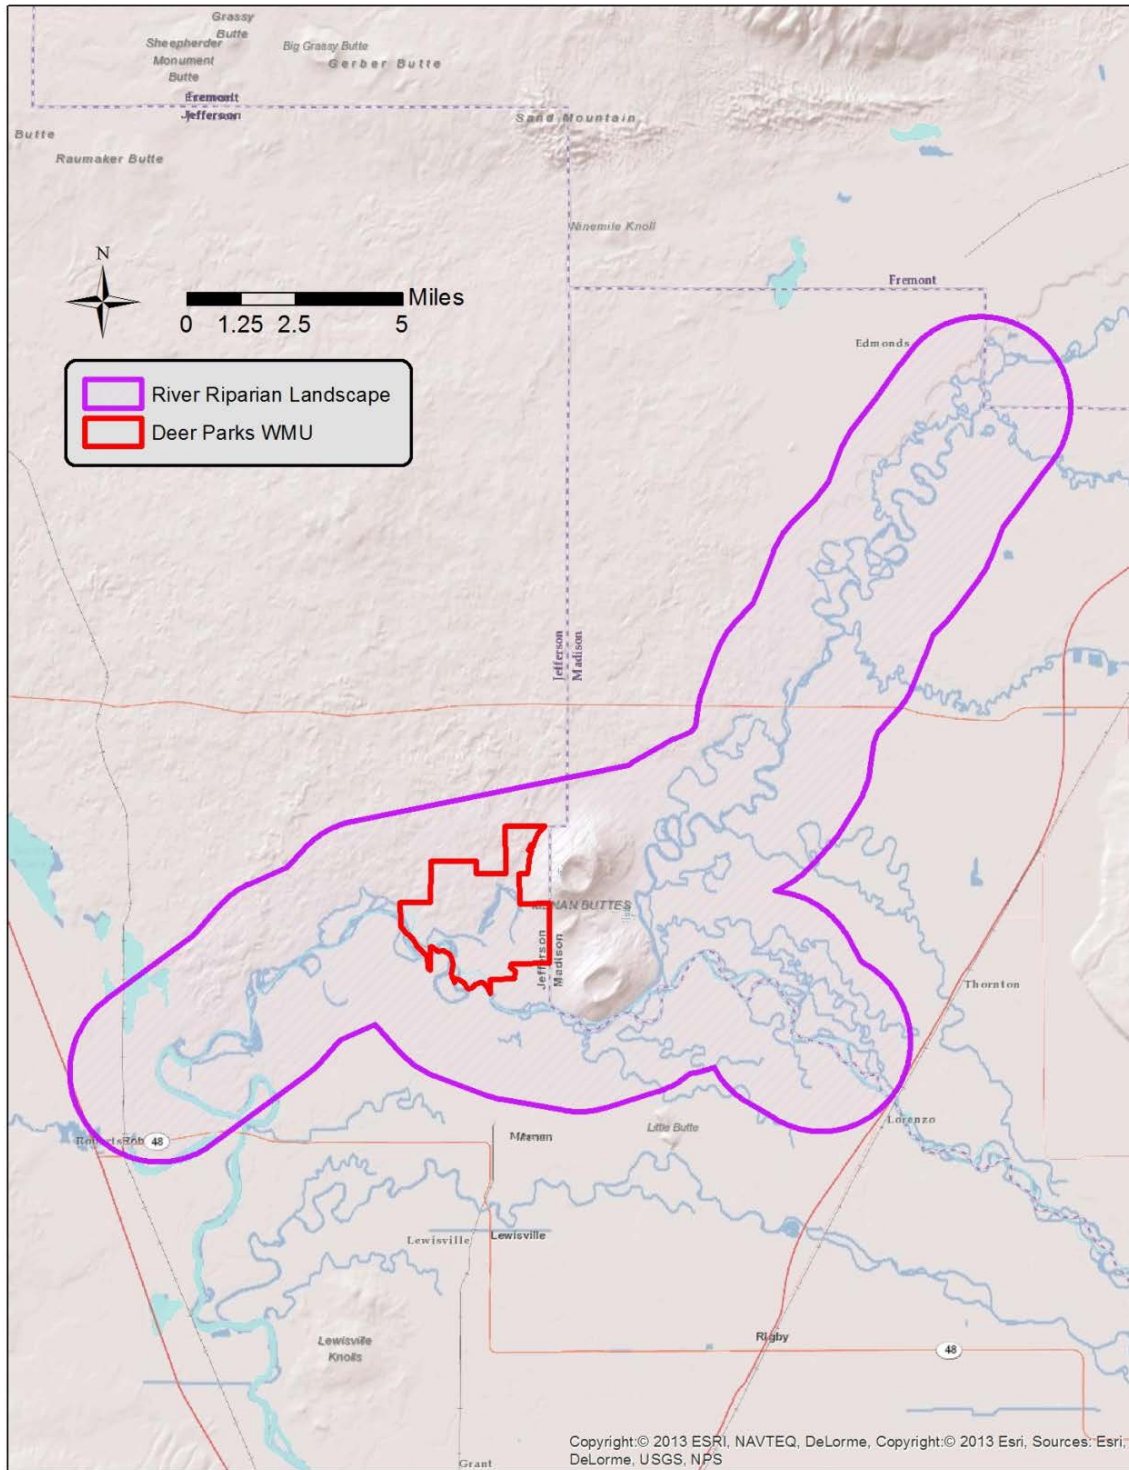 Grassy
Butte
Sheepherder
Monument
Butte
Big Grassy Butte
Gerber Butte
Fremont
Jefferson
Butte
Raumaker Butte
Sand Mountain
Ninemile Knoll
N
Miles
0 1.25 2.5 5
Fremont
Edmonds
River Riparian Landscape
Deer Parks WMU
Jefferson
Madison
BUTTES
Jefferson
Madison
Thornton
Lorenzo
48
Little Butte
Lewisville
Lewisville
Rigby
48
Lewisville
Knolls
Grant
Copyright:© 2013 ESRI, NAVTEQ, DeLorme, Copyright:© 2013 Esri, Sources: Esri,
DeLorme, USGS, NPS